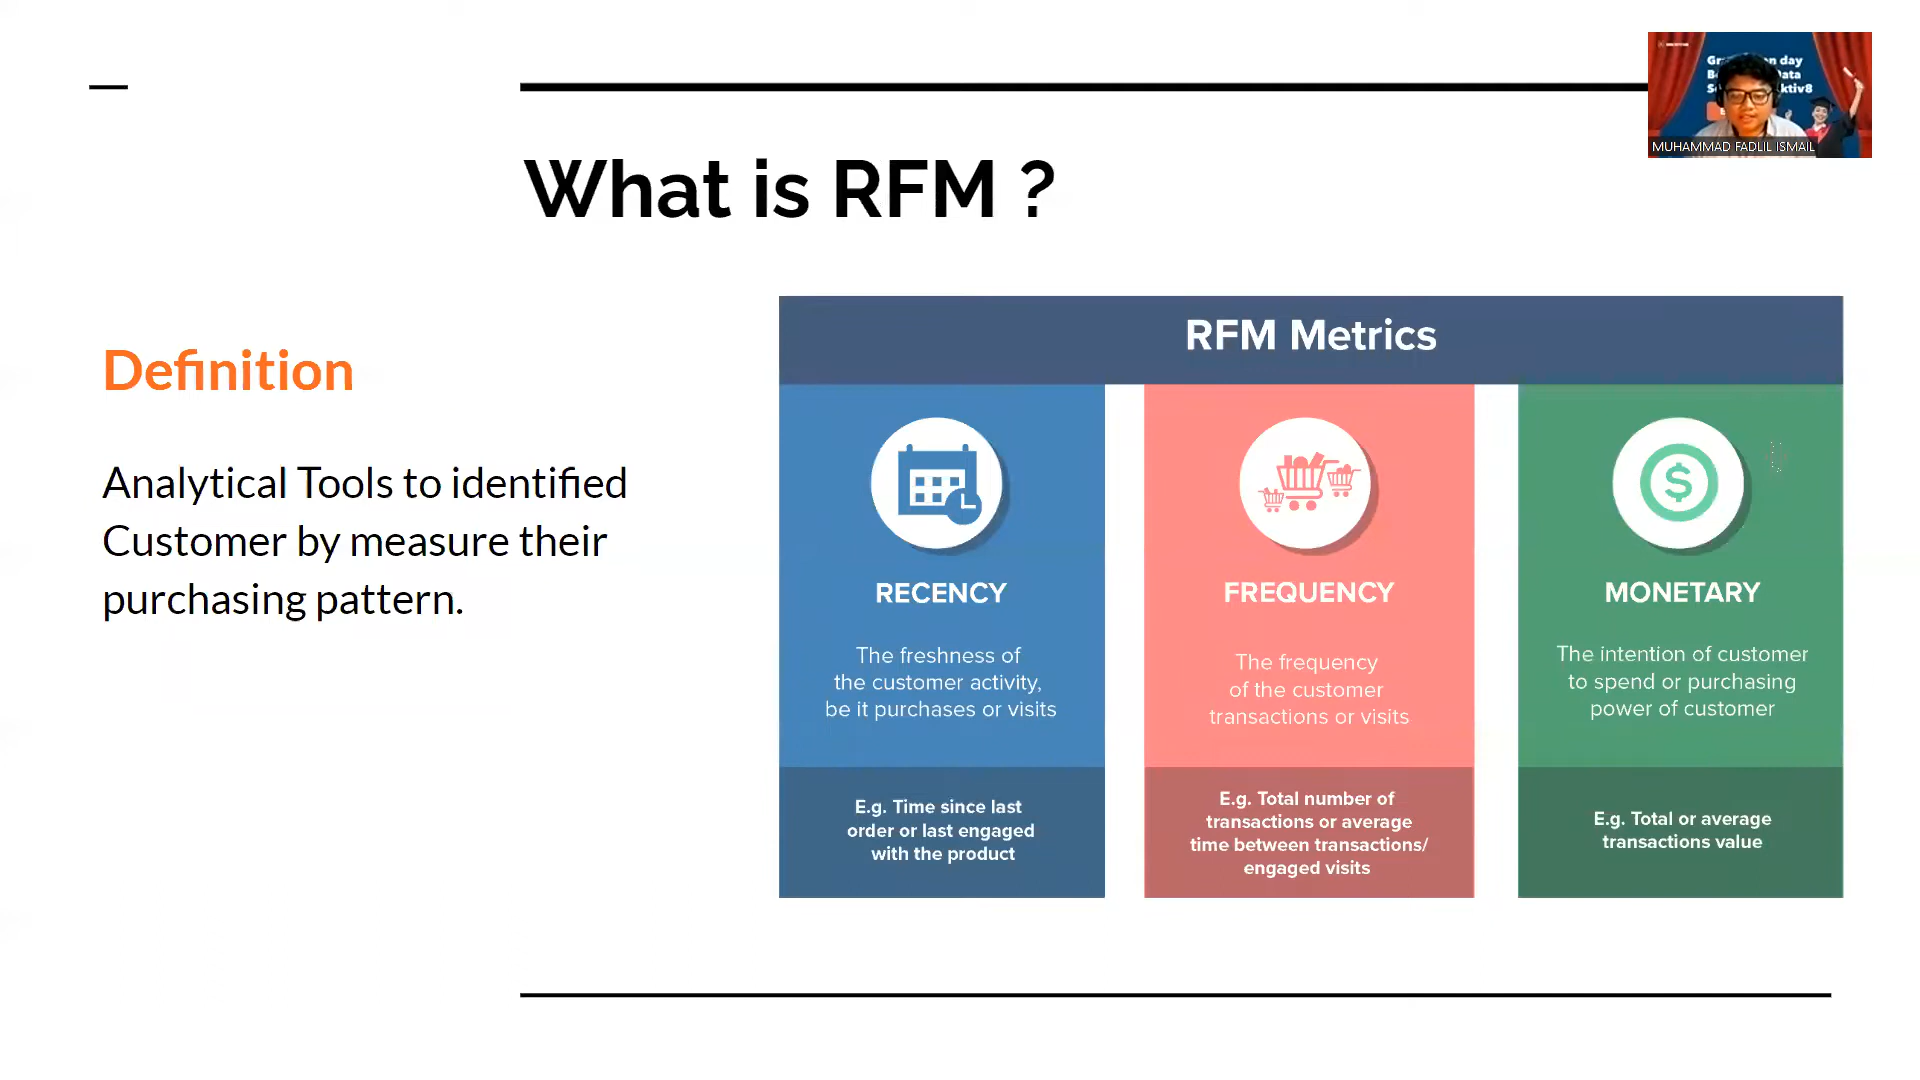 What is RFM ?
MUHAMMAD FADLIL ISMAIL
Definition
Analytical Tools to identified
Customer by measure their
purchasing pattern.
RFM Metrics
RECENCY
The freshness of
the customer activity,
be it purchases or visits
E.g. Time since last
order or last engaged
with the product
FREQUENCY
The frequency
of the customer
transactions or visits
E.g. Total number of
transactions or average
time between transactions/
engaged visits
MONETARY
The intention of customer
to spend or purchasing
power of customer
E.g. Total or average
transactions value